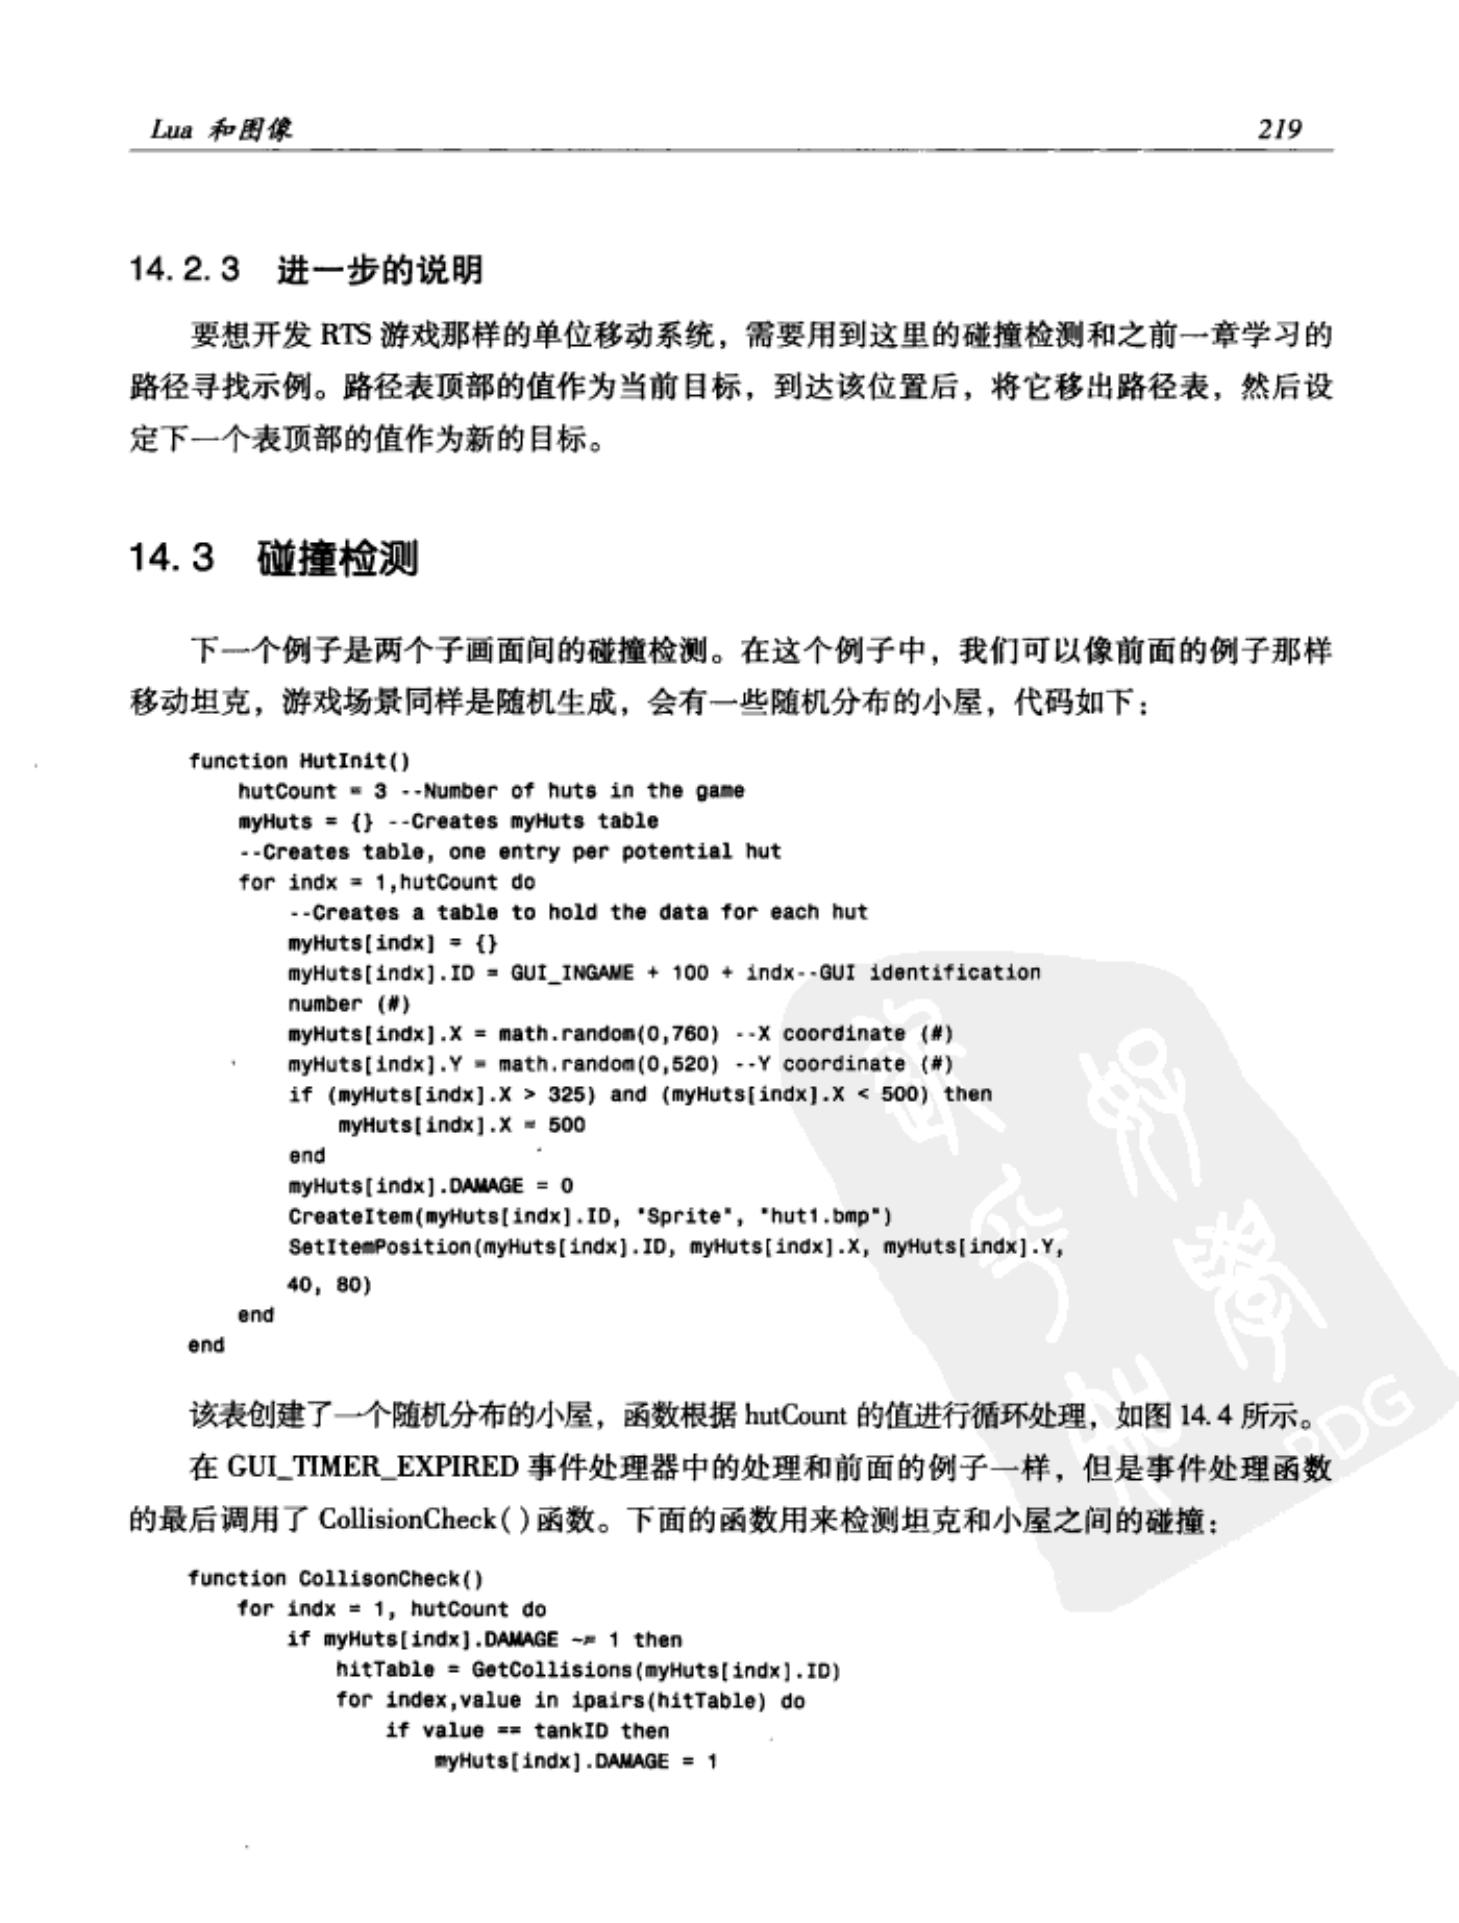 Lua 和图像 219
14.2.3 进一步的说明
要想开发 RTS 游戏那样的单位移动系统，需要用到这里的碰撞检测和之前一章学习的
路径寻找示例。路径表顶部的值作为当前目标，到达该位置后，将它移出路径表，然后设
定下一个表顶部的值作为新的目标。
14.3 碰撞检测
下一个例子是两个子画面间的碰撞检测。在这个例子中，我们可以像前面的例子那样
移动坦克，游戏场景同样是随机生成，会有一些随机分布的小屋，代码如下：
function HutInit()
hutCount = 3 --Number of huts in the game
myHuts = {} --Creates myHuts table
--Creates table, one entry per potential hut
for indx = 1,hutCount do
--Creates a table to hold the data for each hut
myHuts[indx] = {}
myHuts[indx].ID = GUI_INGAME + 100 + indx--GUI identification
number (#)
myHuts[indx].X = math.random(0,760) --X coordinate (#)
myHuts[indx].Y = math.random(0,520) --Y coordinate (#)
if (myHuts[indx].X > 325) and (myHuts[indx].X < 500) then
myHuts[indx].X = 500
end
myHuts[indx].DAMAGE = 0
CreateItem(myHuts[indx].ID, "Sprite", "hut1.bmp")
SetItemPosition(myHuts[indx].ID, myHuts[indx].X, myHuts[indx].Y,
40, 80)
end
end
该表创建了一个随机分布的小屋，函数根据 hutCount 的值进行循环处理，如图 14.4 所示。
在 GUI_TIMER_EXPIRED 事件处理器中的处理和前面的例子一样，但是事件处理函数
的最后调用了 CollisionCheck()函数。下面的函数用来检测坦克和小屋之间的碰撞：
function CollisonCheck()
for indx = 1, hutCount do
if myHuts[indx].DAMAGE ~= 1 then
hitTable = GetCollisions(myHuts[indx].ID)
for index,value in ipairs(hitTable) do
if value == tankID then
myHuts[indx].DAMAGE = 1
PDG